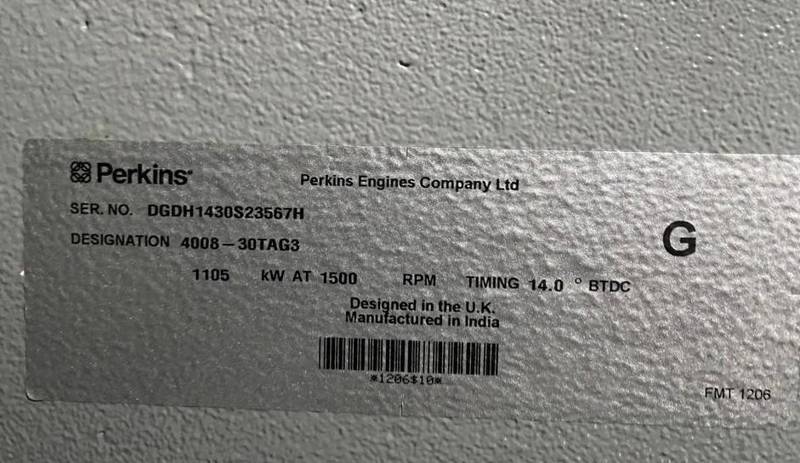 Perkins
Perkins Engines Company Ltd
SER. NO. DGDH1430S23567H
DESIGNATION 4008-30TAG3
G
1105 kW AT 1500 RPM TIMING 14.0 ° BTDC
Designed in the U.K.
Manufactured in India
*1206$10*
FMT 1206